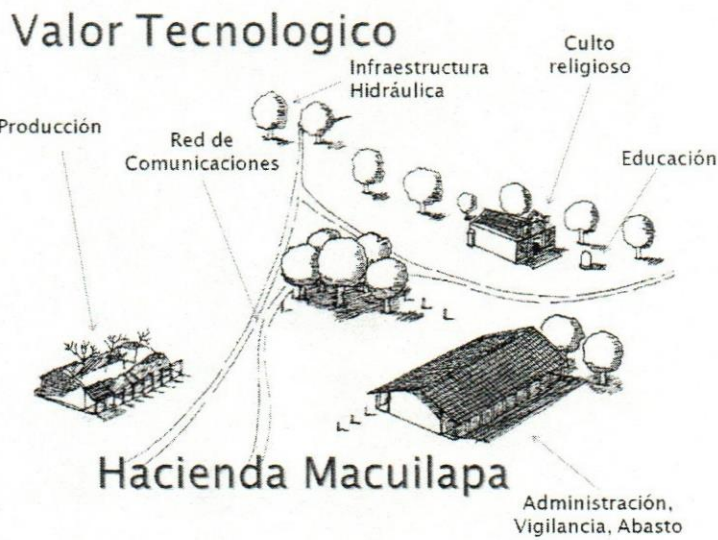 Valor Tecnologico
Culto
religioso
Infraestructura
Hidráulica
Producción
Red de
Comunicaciones
Educación
Hacienda Macuilapa
Administración,
Vigilancia, Abasto